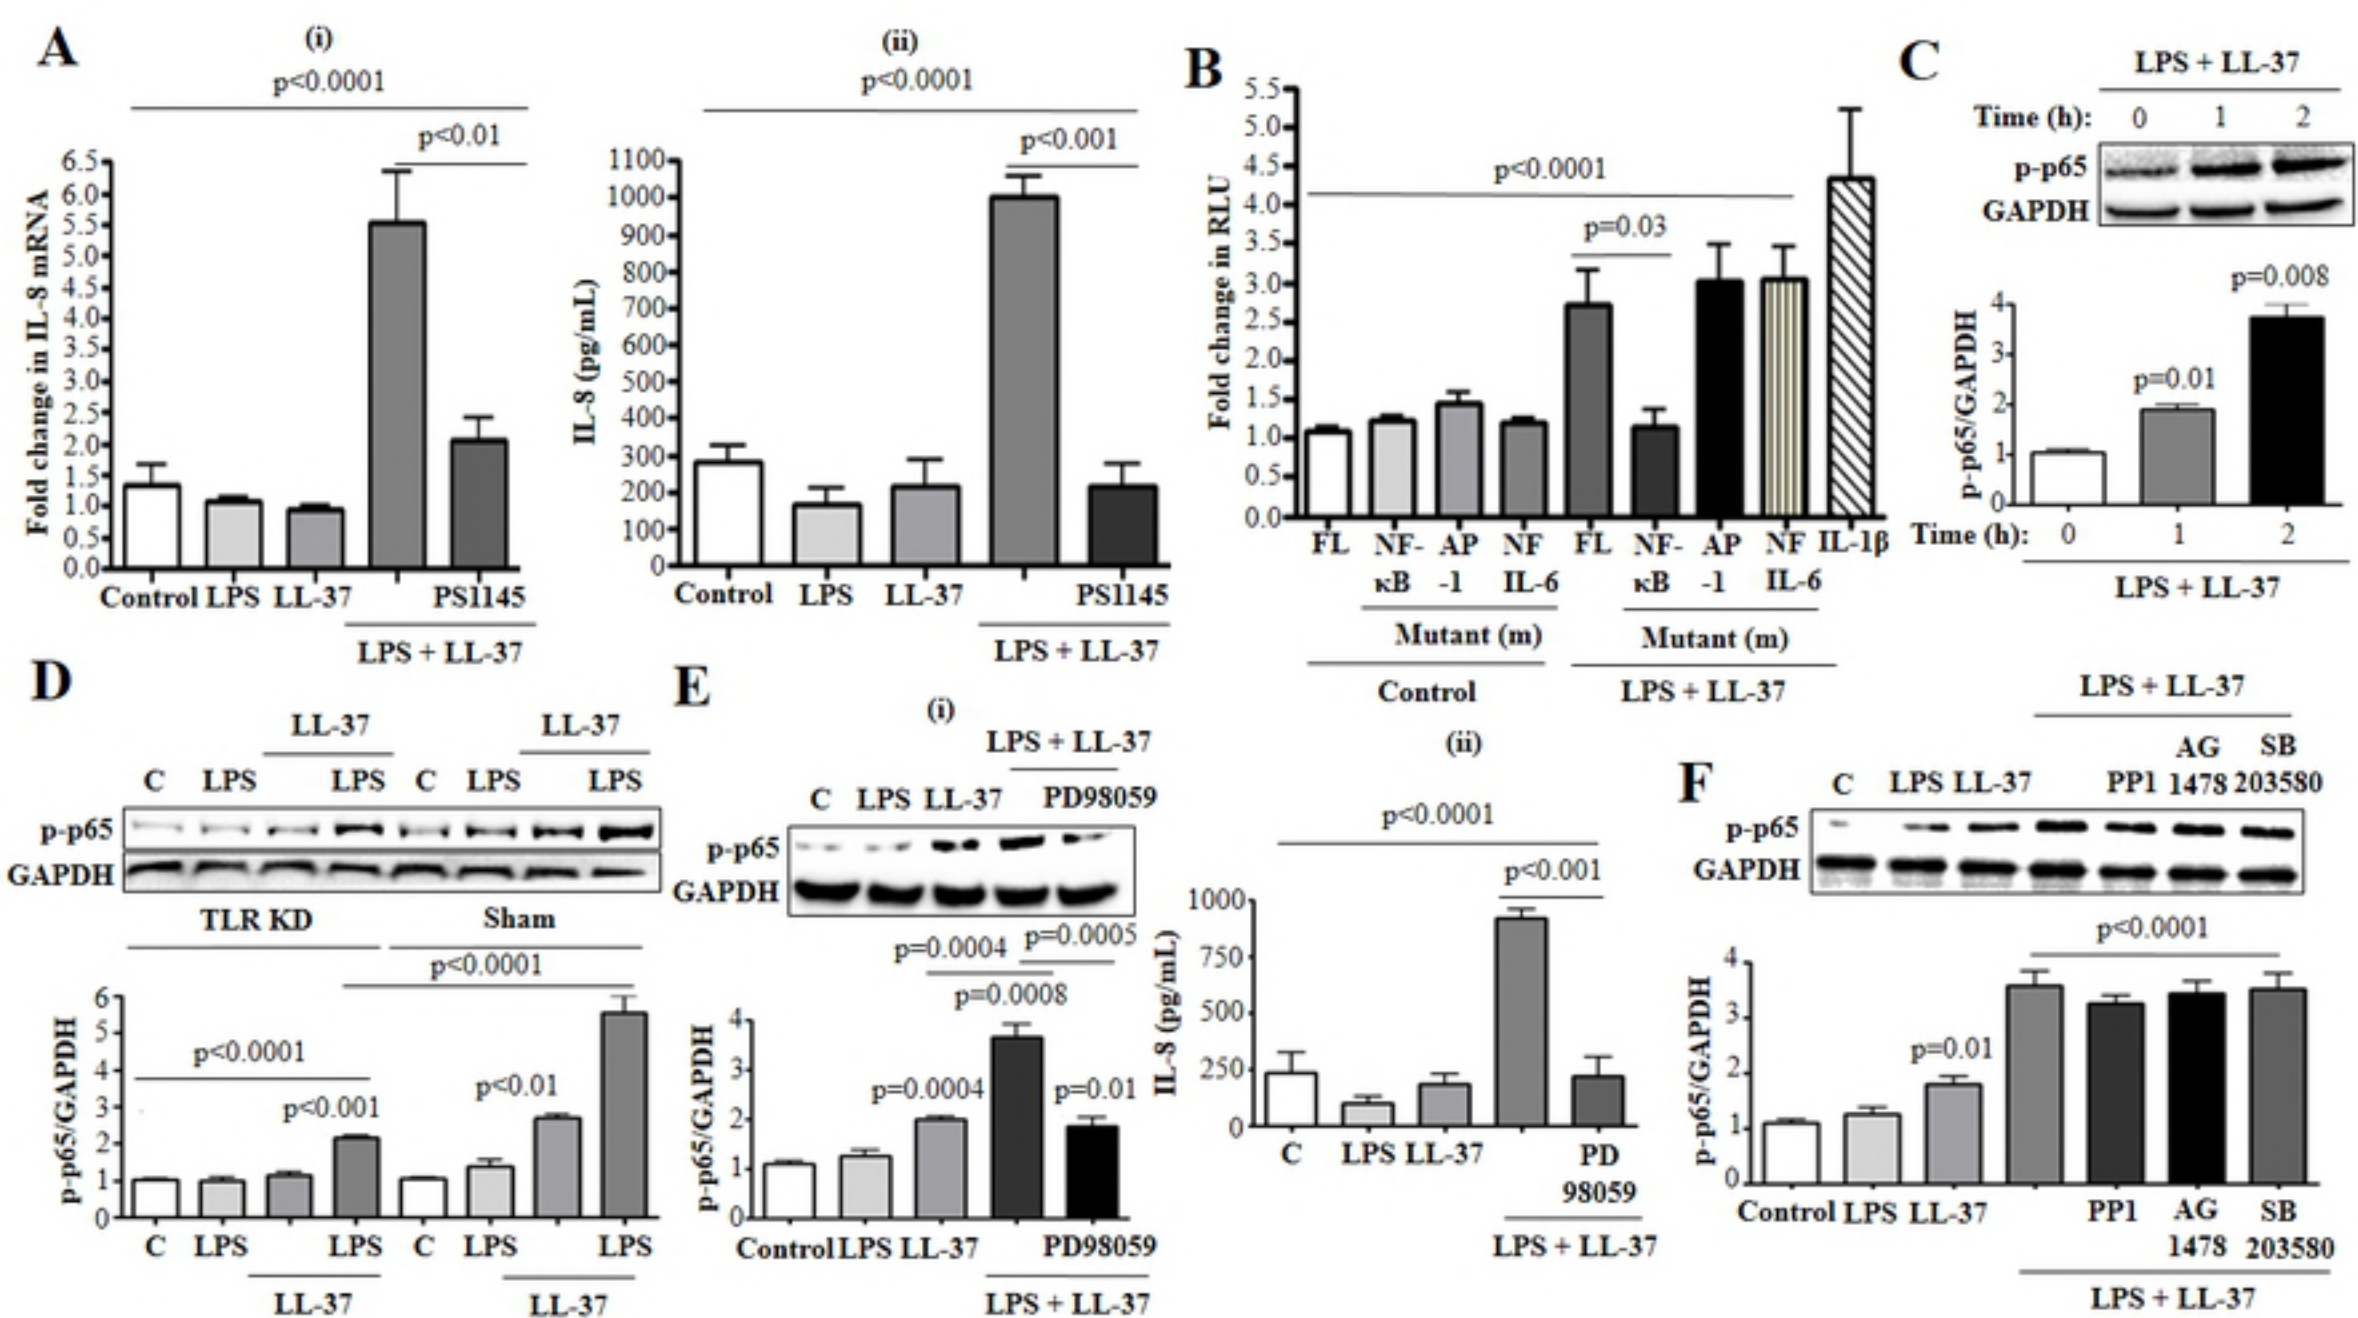 A
(i)
p<0.0001
p<0.01
Fold change in IL-8 mRNA
6.5
6.0
5.5
5.0
4.5
4.0
3.5
3.0
2.5
2.0
1.5
1.0
0.5
0.0
Control LPS LL-37 PS1145
LPS + LL-37
(ii)
p<0.0001
p<0.001
IL-8 (pg/mL)
1100
1000
900
800
700
600
500
400
300
200
100
0
Control LPS LL-37 PS1145
LPS + LL-37
B
p<0.0001
p=0.03
Fold change in RLU
5.5
5.0
4.5
4.0
3.5
3.0
2.5
2.0
1.5
1.0
0.5
0.0
FL NF- AP NF FL NF- AP NF IL-1β
κB -1 IL-6 κB -1 IL-6
Mutant (m) Mutant (m)
Control LPS + LL-37
C
LPS + LL-37
Time (h): 0 1 2
p-p65
GAPDH
p=0.008
p=0.01
p-p65/GAPDH
4
3
2
1
0
Time (h): 0 1 2
LPS + LL-37
D
LL-37 LL-37
C LPS LPS C LPS LPS
p-p65
GAPDH
TLR KD Sham
p<0.0001
p<0.0001
p<0.001
p<0.01
p-p65/GAPDH
6
5
4
3
2
1
0
C LPS LPS C LPS LPS
LL-37 LL-37
E
(i)
LPS + LL-37
C LPS LL-37 PD98059
p-p65
GAPDH
p=0.0004 p=0.0005
p=0.0008
p=0.0004 p=0.01
p-p65/GAPDH
4
3
2
1
0
Control LPS LL-37 PD98059
LPS + LL-37
(ii)
p<0.0001
p<0.001
IL-8 (pg/mL)
1000
750
500
250
0
C LPS LL-37 PD
98059
LPS + LL-37
F
LPS + LL-37
AG SB
C LPS LL-37 PP1 1478 203580
p-p65
GAPDH
p<0.0001
p=0.01
p-p65/GAPDH
4
3
2
1
0
Control LPS LL-37 PP1 AG SB
1478 203580
LPS + LL-37